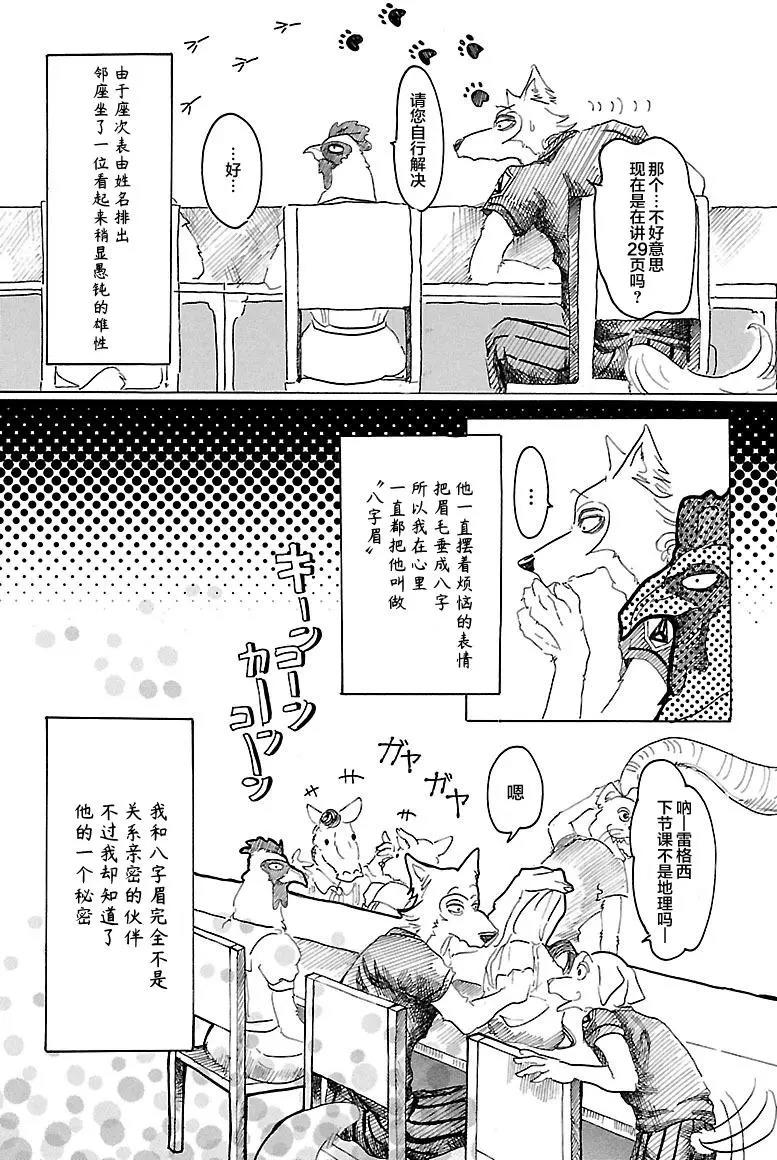 那个…不好意思
现在是在讲
29页吗？
请您自行解决
…好…
由于座次表由姓名排出
邻座坐了一位看起来稍显愚钝的雄性
…
他一直摆着烦恼的表情
把眉毛垂成八字
所以我在心里
一直都把他叫做
“八字眉”
キーンコーン
カーンコーン
ガヤ
ガヤ
呐—雷格西
下节课不是地理吗—
嗯
我和八字眉完全不是
关系亲密的伙伴
不过我却知道了
他的一个秘密